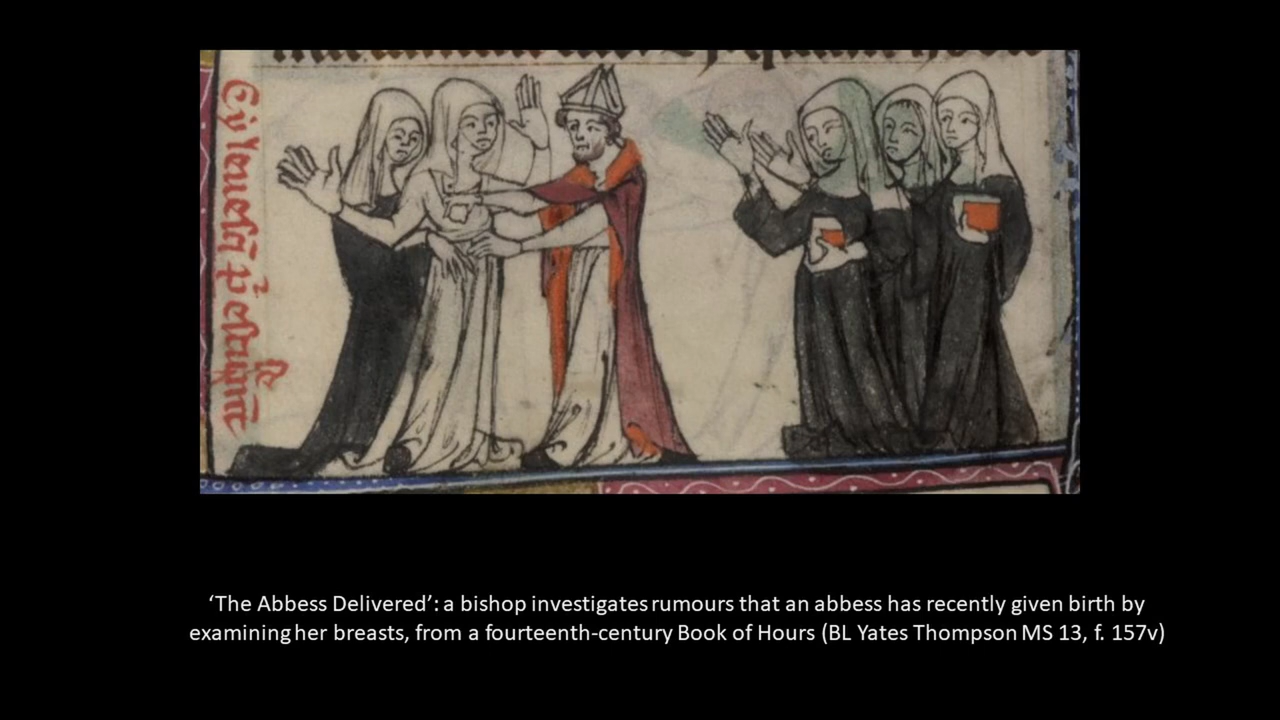 ‘The Abbess Delivered’: a bishop investigates rumours that an abbess has recently given birth by
examining her breasts, from a fourteenth-century Book of Hours (BL Yates Thompson MS 13, f. 157v)